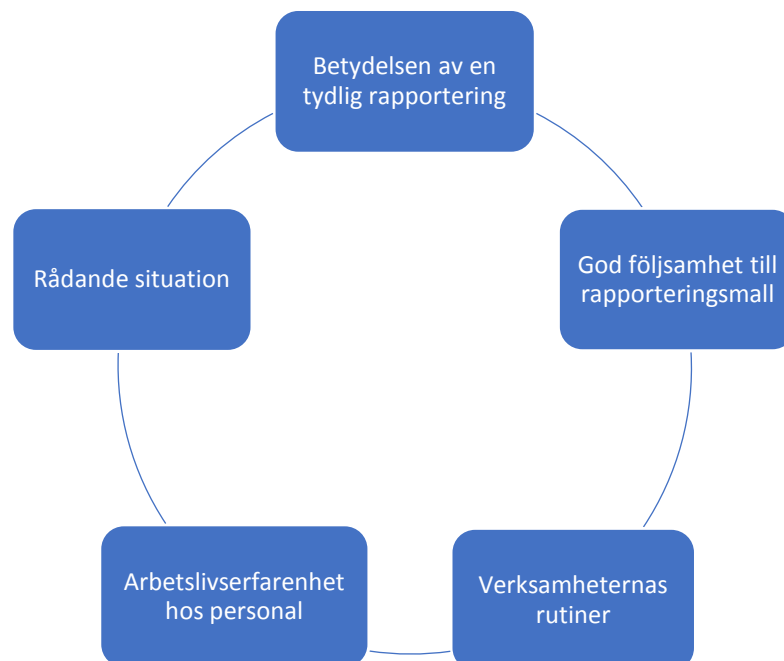 Betydelsen av en
tydlig rapportering
God följsamhet till
rapporteringsmall
Verksamheternas
rutiner
Arbetslivserfarenhet
hos personal
Rådande situation